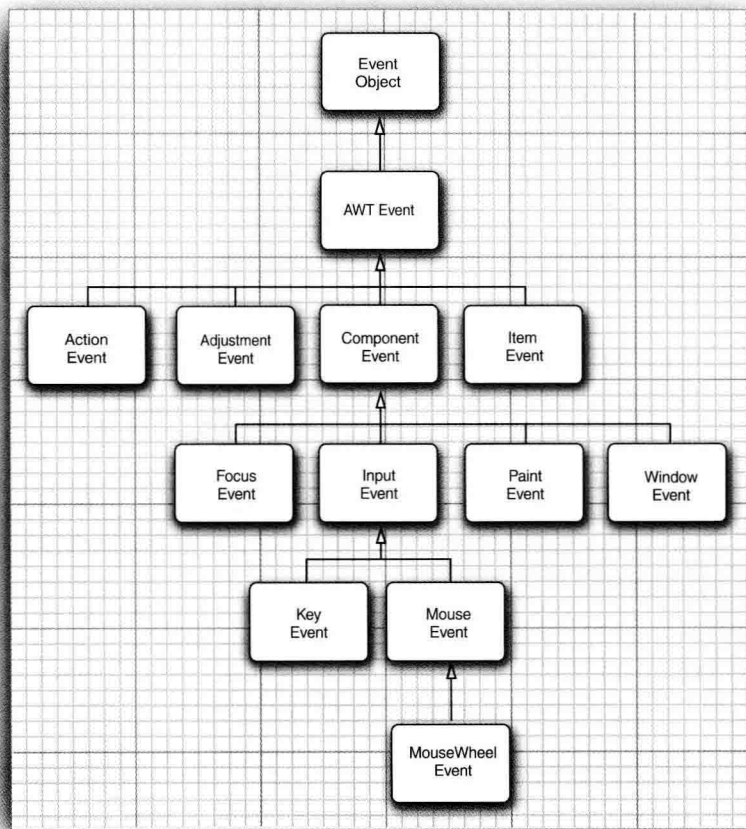 Event
Object
AWT Event
Action
Event
Adjustment
Event
Component
Event
Item
Event
Focus
Event
Input
Event
Paint
Event
Window
Event
Key
Event
Mouse
Event
MouseWheel
Event